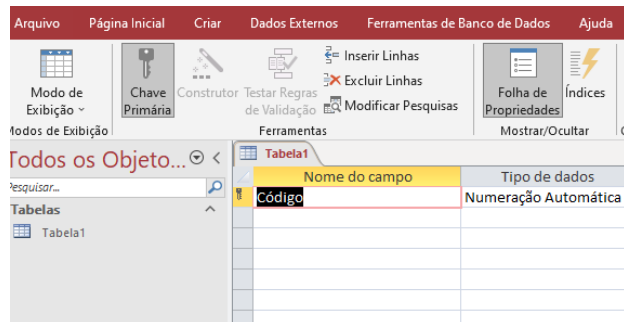 Arquivo Página Inicial Criar Dados Externos Ferramentas de Banco de Dados Ajuda
Modo de
Exibição
Modos de Exibição
Chave
Primária
Construtor
Testar Regras
de Validação
Inserir Linhas
Excluir Linhas
Modificar Pesquisas
Ferramentas
Folha de
Propriedades
Índices
Mostrar/Ocultar
Todos os Objeto...
Pesquisar...
Tabelas
Tabela1
Tabela1
Nome do campo Tipo de dados
Código Numeração Automática